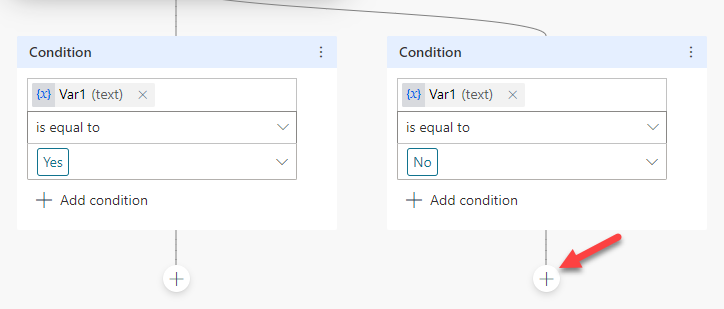 Condition
{x} Var1 (text)
is equal to
Yes
Add condition
Condition
{x} Var1 (text)
is equal to
No
Add condition